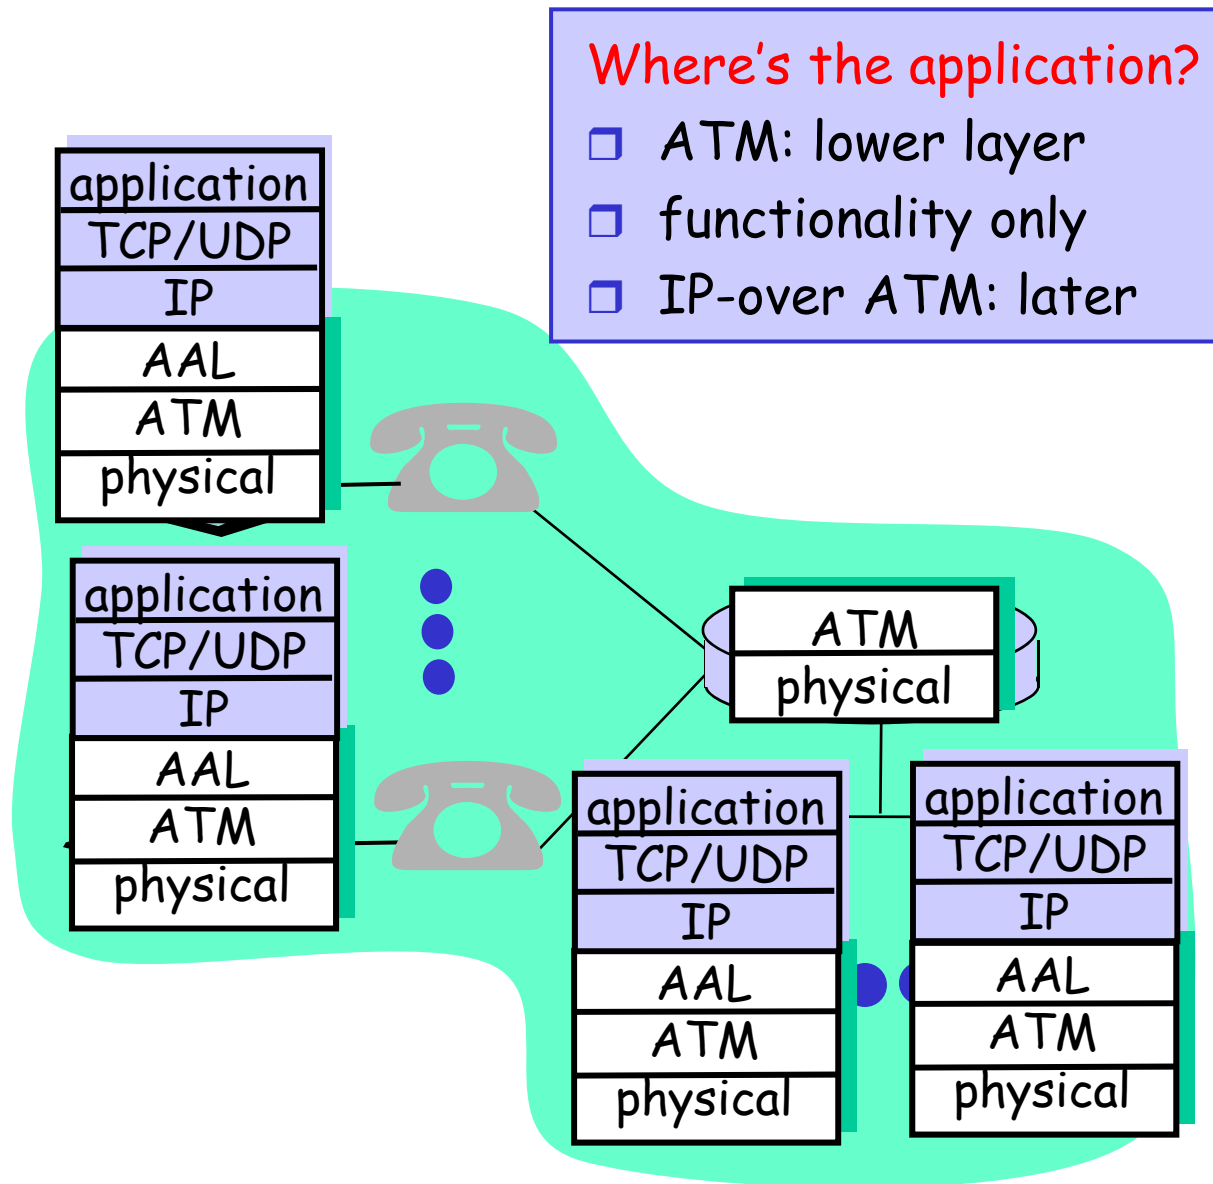 Where's the application?
ATM: lower layer
functionality only
IP-over ATM: later
application
TCP/UDP
IP
AAL
ATM
physical
application
TCP/UDP
IP
AAL
ATM
physical
ATM
physical
application
TCP/UDP
IP
AAL
ATM
physical
application
TCP/UDP
IP
AAL
ATM
physical